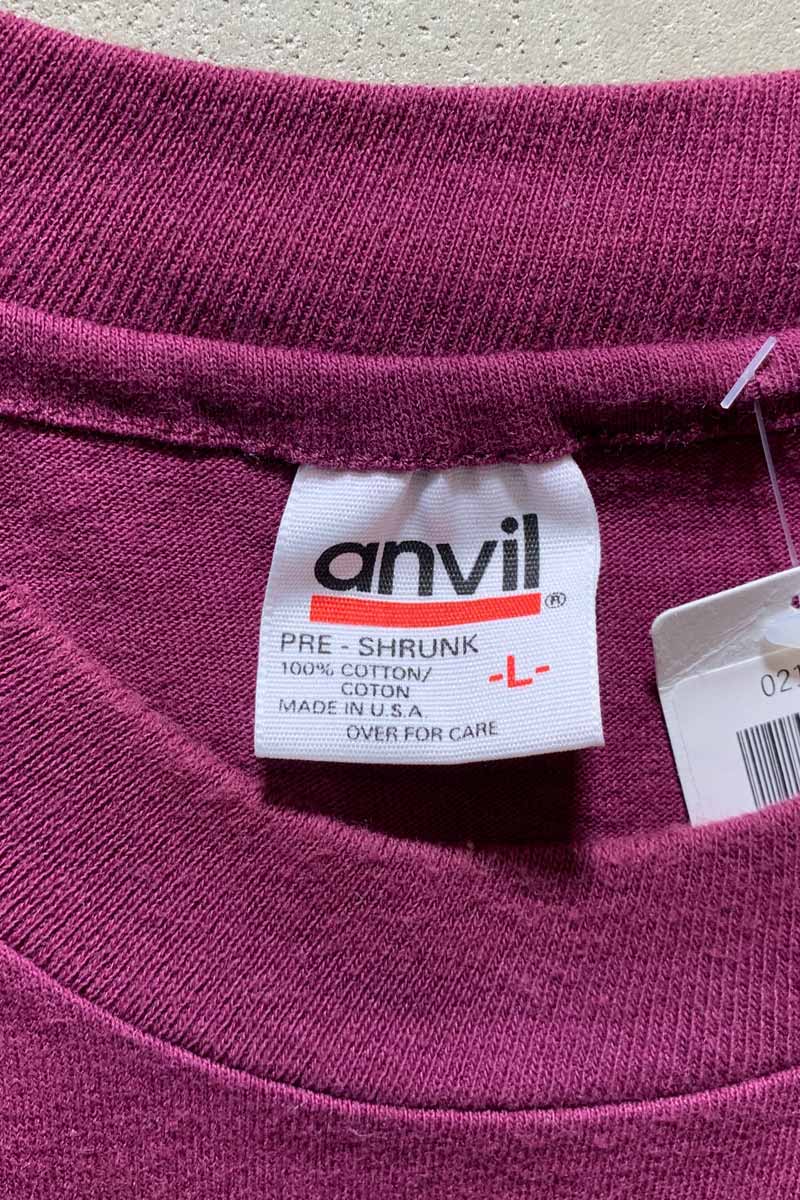 anvil
®
PRE - SHRUNK
100% COTTON/
COTON
-L-
MADE IN U.S.A
OVER FOR CARE
021